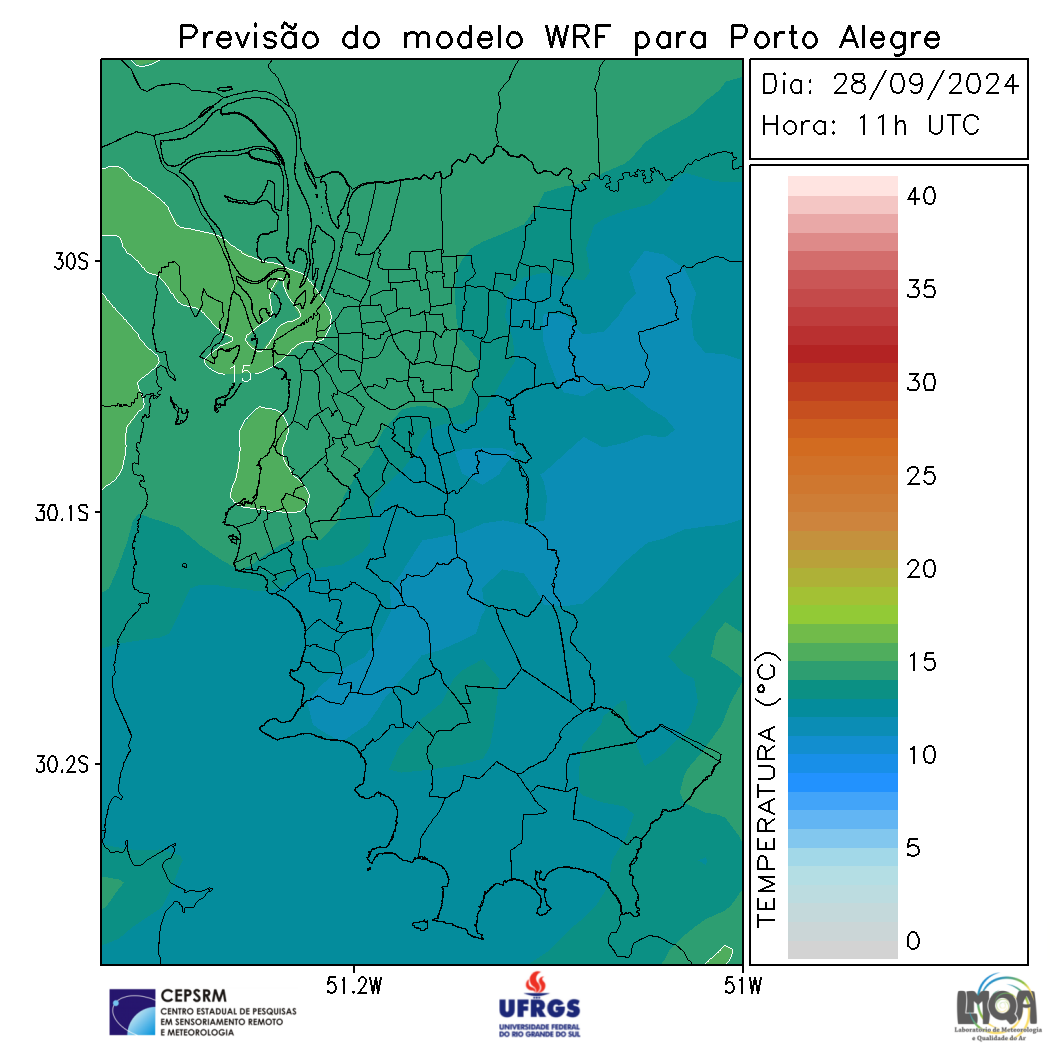 Previsão do modelo WRF para Porto Alegre
Dia: 28/09/2024
Hora: 11h UTC
30S
30.1S
30.2S
51.2W
51W
15
TEMPERATURA (°C)
40
35
30
25
20
15
10
5
0
CEPSRM
CENTRO ESTADUAL DE PESQUISAS
EM SENSORIAMENTO REMOTO
E METEOROLOGIA
UFRGS
UNIVERSIDADE FEDERAL
DO RIO GRANDE DO SUL
LMQA
Laboratório de Meteorologia
e Qualidade do Ar